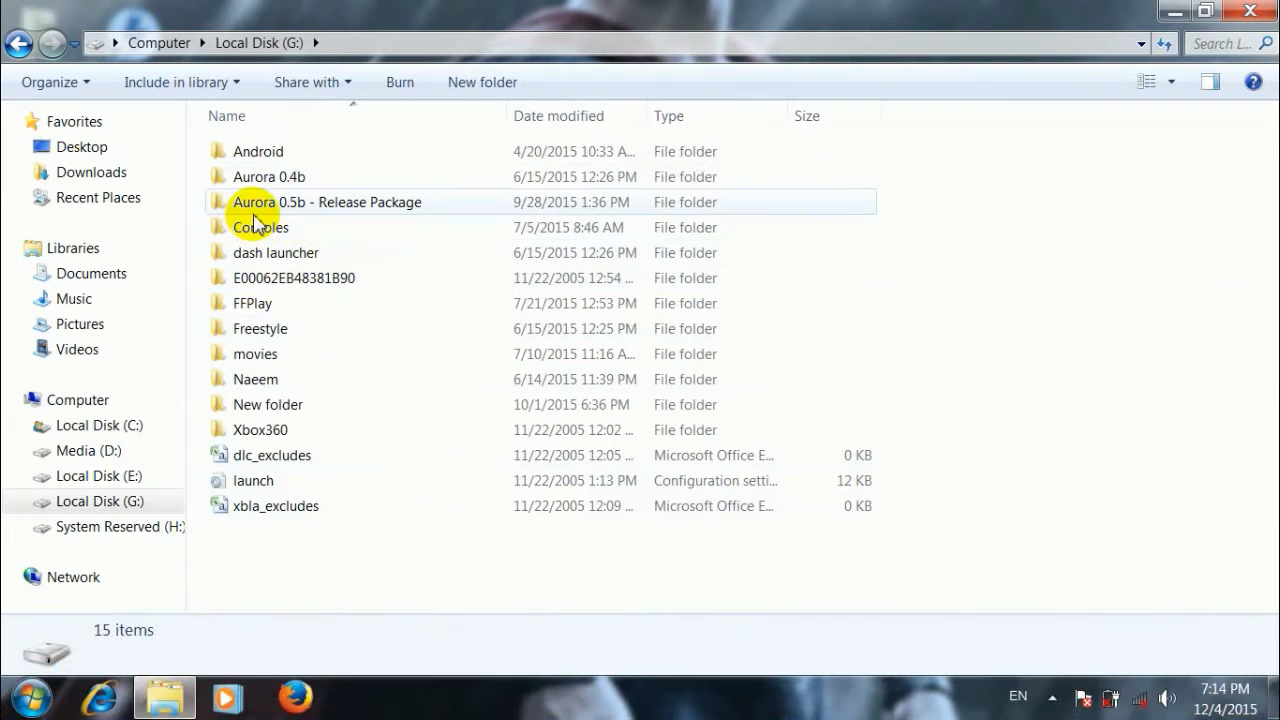 Computer Local Disk (G:) Search L...
Organize Include in library Share with Burn New folder
Favorites
Desktop
Downloads
Recent Places
Libraries
Documents
Music
Pictures
Videos
Computer
Local Disk (C:)
Media (D:)
Local Disk (E:)
Local Disk (G:)
System Reserved (H:)
Network
Name Date modified Type Size
Android 4/20/2015 10:33 A... File folder
Aurora 0.4b 6/15/2015 12:26 PM File folder
Aurora 0.5b - Release Package 9/28/2015 1:36 PM File folder
Consoles 7/5/2015 8:46 AM File folder
dash launcher 6/15/2015 12:26 PM File folder
E00062EB48381B90 11/22/2005 12:54 ... File folder
FFPlay 7/21/2015 12:53 PM File folder
Freestyle 6/15/2015 12:25 PM File folder
movies 7/10/2015 11:16 A... File folder
Naeem 6/14/2015 11:39 PM File folder
New folder 10/1/2015 6:36 PM File folder
Xbox360 11/22/2005 12:02 ... File folder
dlc_excludes 11/22/2005 12:05 ... Microsoft Office E... 0 KB
launch 11/22/2005 1:13 PM Configuration setti... 12 KB
xbla_excludes 11/22/2005 12:09 ... Microsoft Office E... 0 KB
15 items
EN
7:14 PM
12/4/2015